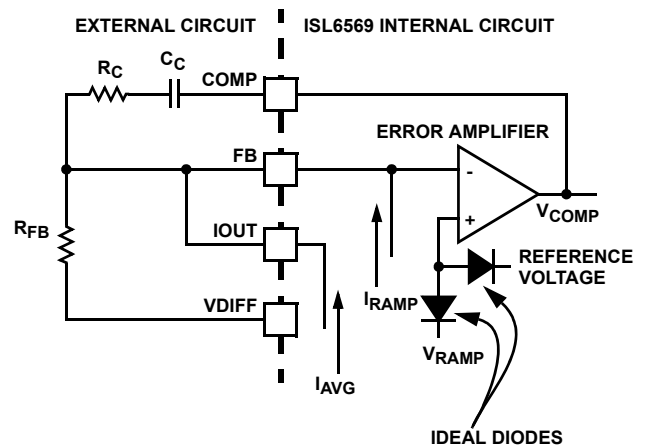 EXTERNAL CIRCUIT
ISL6569 INTERNAL CIRCUIT
RC
CC
COMP
ERROR AMPLIFIER
FB
-
+
VCOMP
RFB
IOUT
REFERENCE
VOLTAGE
IRAMP
VDIFF
VRAMP
IAVG
IDEAL DIODES